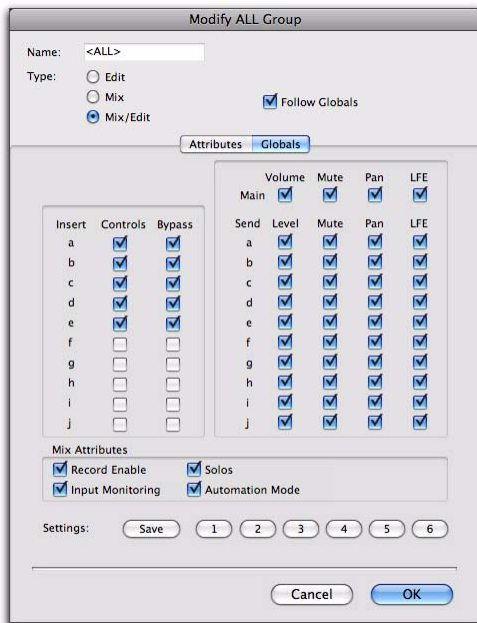 Modify ALL Group
Name: <ALL>
Type: Edit
Mix
Follow Globals
Mix/Edit
Attributes Globals
Volume Mute Pan LFE
Main
Insert Controls Bypass
Send Level Mute Pan LFE
a a
b b
c c
d d
e e
f f
g g
h h
i i
j j
Mix Attributes
Record Enable Solos
Input Monitoring Automation Mode
Settings: Save 1 2 3 4 5 6
Cancel OK